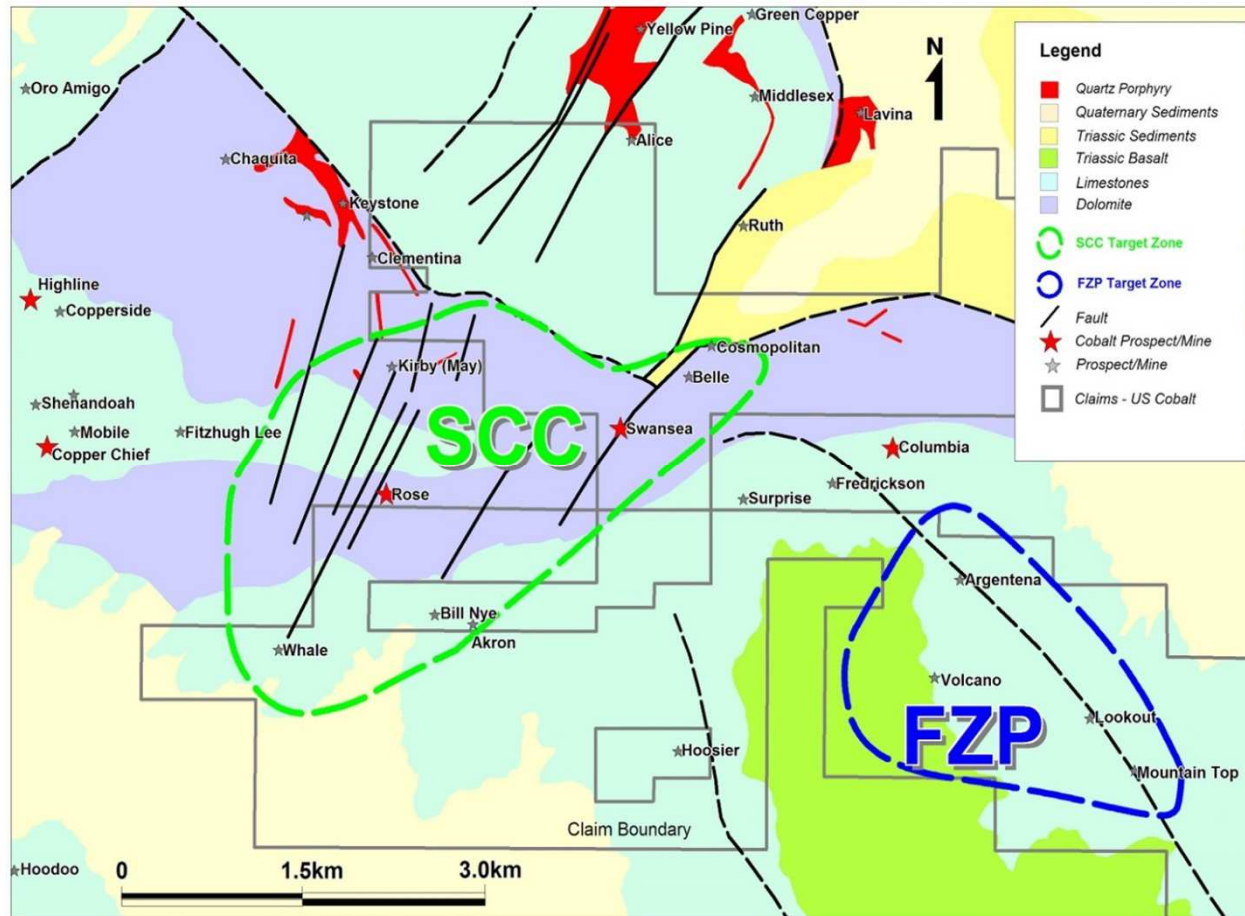 Green Copper
Yellow Pine
N
Oro Amigo
Middlesex
Lavina
Alice
Chaquita
Keystone
Ruth
Clementina
Highline
Copperside
Cosmopolitan
Kirby (May)
Belle
Shenandoah
Mobile
Fitzhugh Lee
Copper Chief
SCC
Swansea
Columbia
Rose
Surprise
Fredrickson
Argentena
Bill Nye
Akron
Whale
Volcano
FZP
Lookout
Hoosier
Mountain Top
Claim Boundary
Hoodoo
0
1.5km
3.0km
Legend
Quartz Porphyry
Quaternary Sediments
Triassic Sediments
Triassic Basalt
Limestones
Dolomite
SCC Target Zone
FZP Target Zone
Fault
Cobalt Prospect/Mine
Prospect/Mine
Claims - US Cobalt